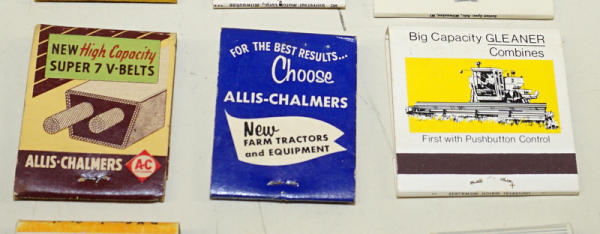 NEW High Capacity
SUPER 7 V-BELTS
ALLIS-CHALMERS
A-C
FOR THE BEST RESULTS...
Choose
ALLIS-CHALMERS
New
FARM TRACTORS
and EQUIPMENT
Big Capacity GLEANER
Combines
First with Pushbutton Control